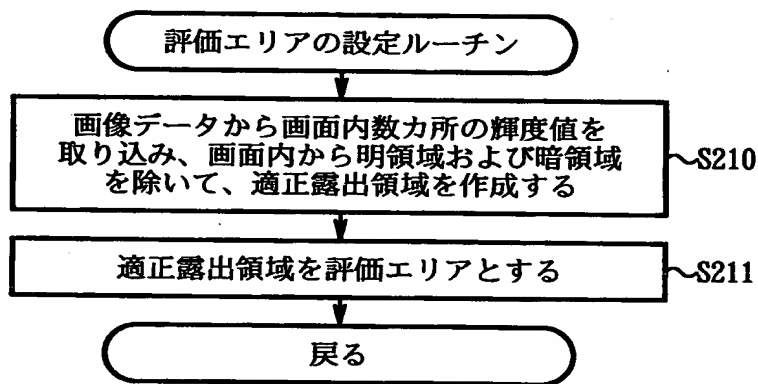 評価エリアの設定ルーチン
画像データから画面内数カ所の輝度値を
取り込み、画面内から明領域および暗領域
を除いて、適正露出領域を作成する
S210
適正露出領域を評価エリアとする
S211
戻る